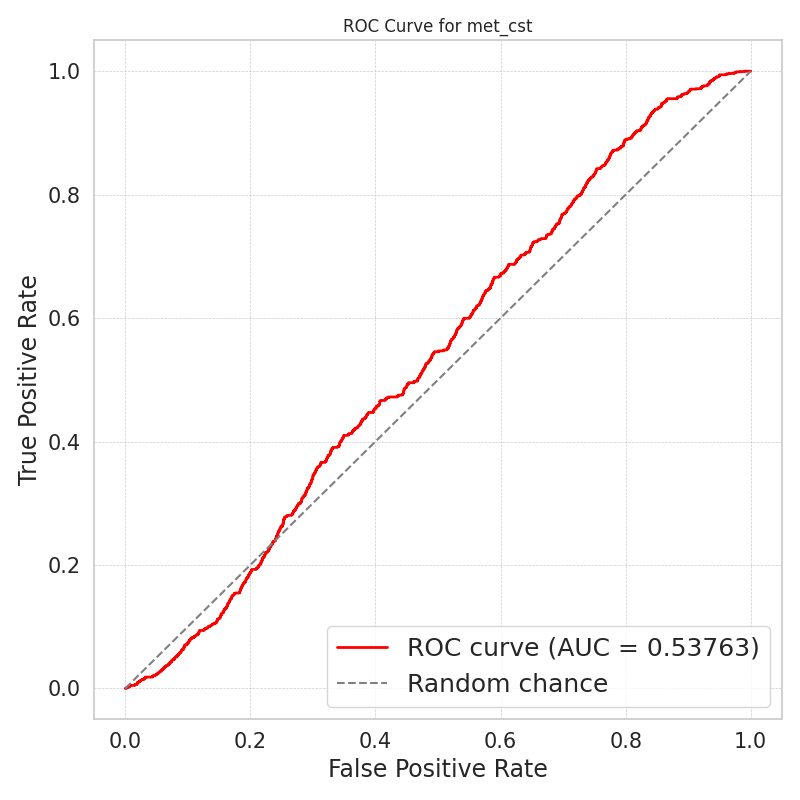 ROC Curve for met_cst
1.0
0.8
0.6
0.4
0.2
0.0
True Positive Rate
ROC curve (AUC = 0.53763)
Random chance
0.0 0.2 0.4 0.6 0.8 1.0
False Positive Rate